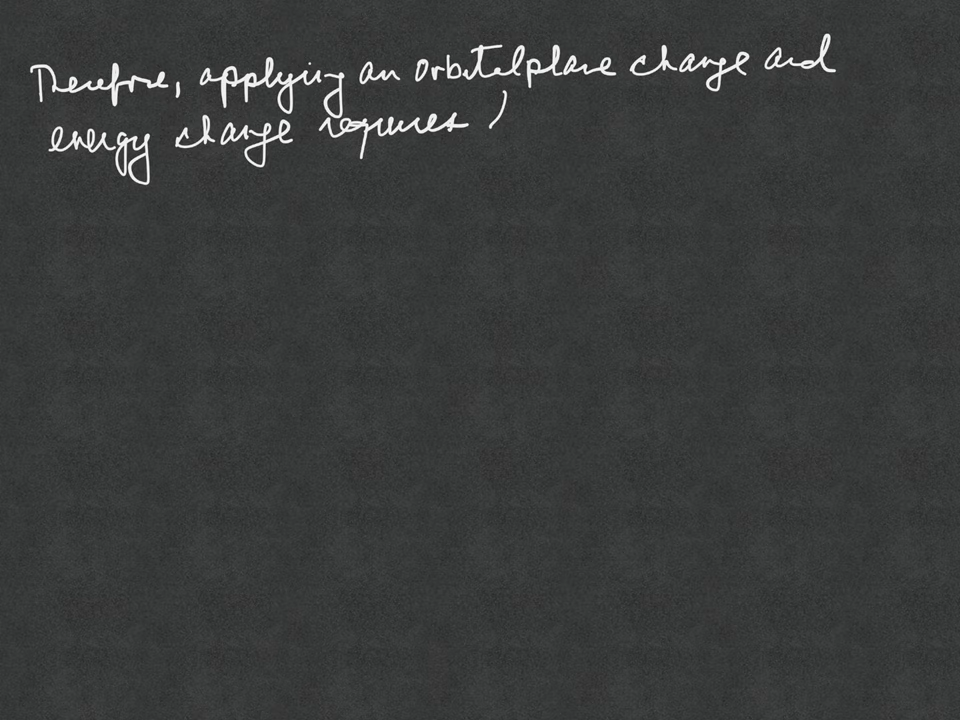 Therefore, applying an orbital plane change and
energy change requires )